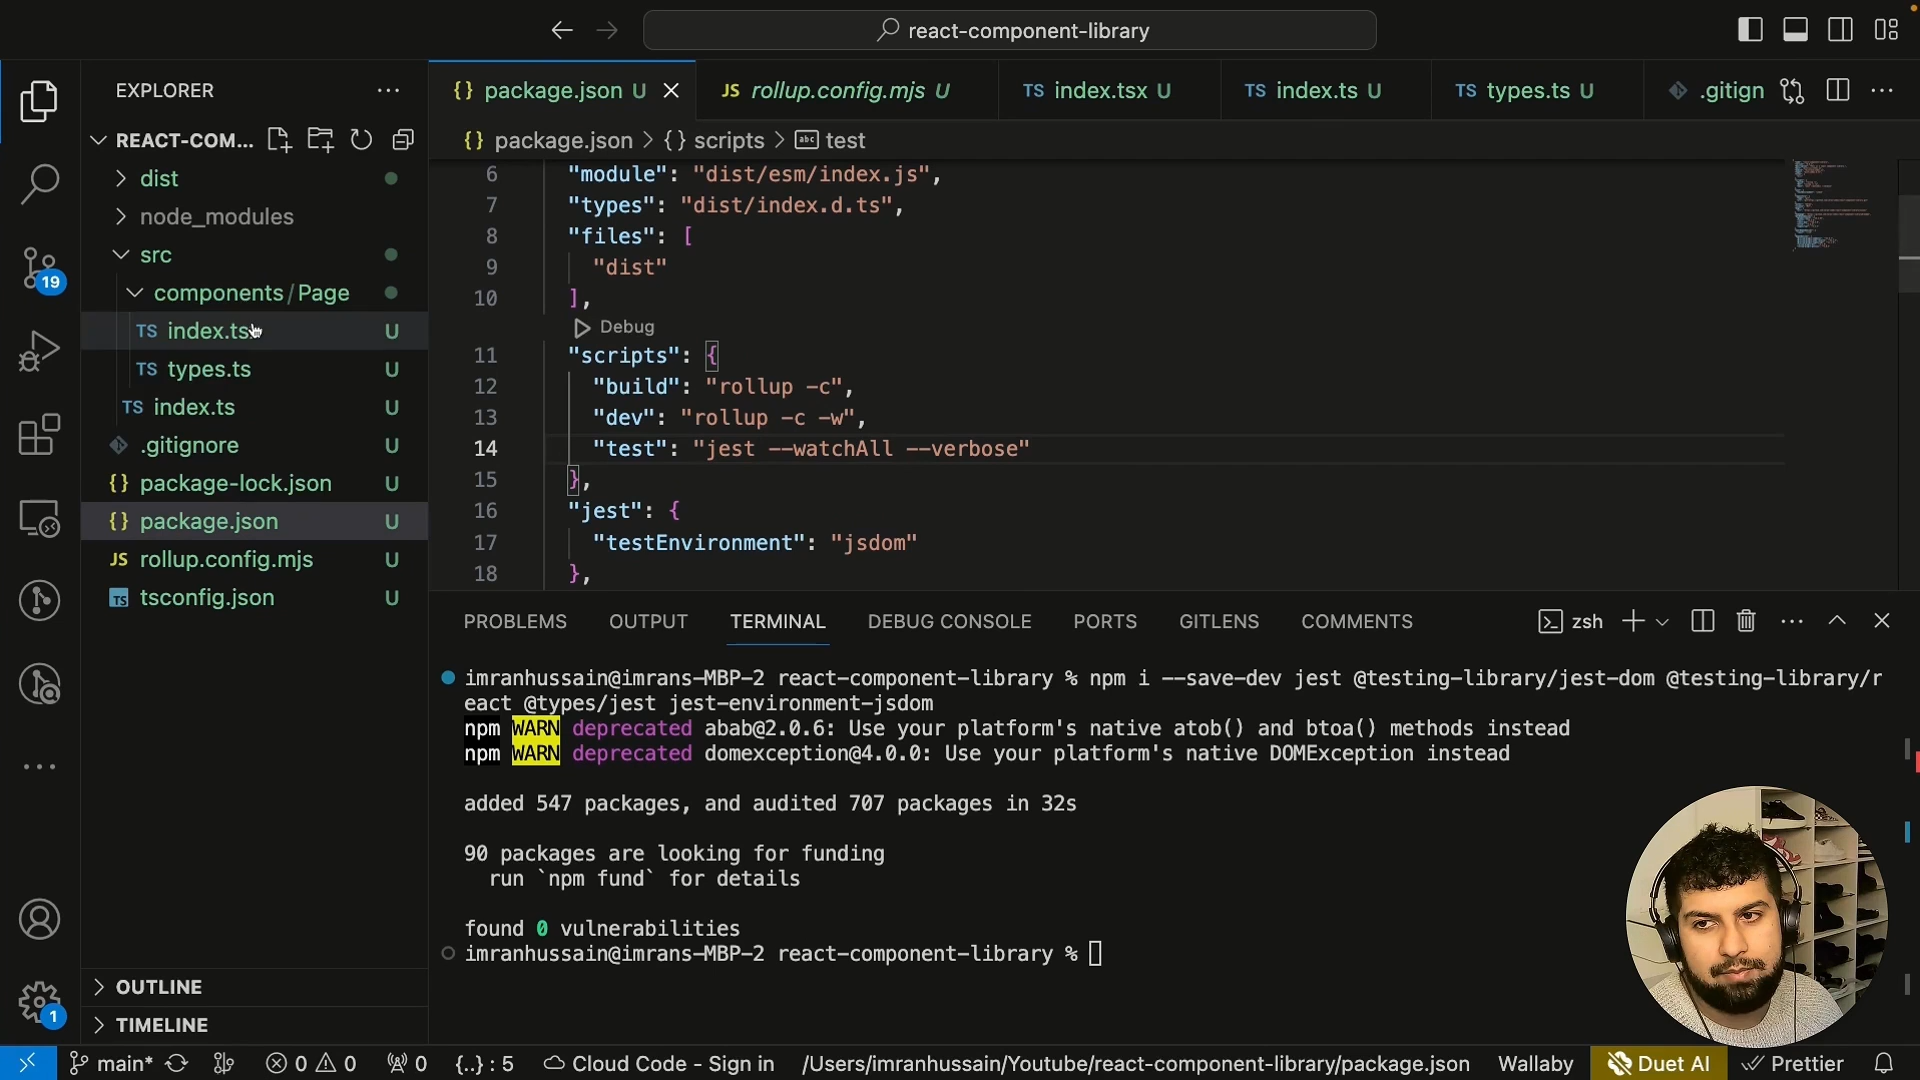 react-component-library
EXPLORER
REACT-COM...
dist
node_modules
src
components/Page
TS index.ts U
TS types.ts U
TS index.ts U
.gitignore U
{} package-lock.json U
{} package.json U
JS rollup.config.mjs U
TS tsconfig.json U
OUTLINE
TIMELINE
19
1
{} package.json U
JS rollup.config.mjs U
TS index.tsx U
TS index.ts U
TS types.ts U
.gitign
{} package.json > {} scripts > abc test
6 "module": "dist/esm/index.js",
7 "types": "dist/index.d.ts",
8 "files": [
9 "dist"
10 ],
Debug
11 "scripts": {
12 "build": "rollup -c",
13 "dev": "rollup -c -w",
14 "test": "jest --watchAll --verbose"
15 },
16 "jest": {
17 "testEnvironment": "jsdom"
18 },
PROBLEMS OUTPUT TERMINAL DEBUG CONSOLE PORTS GITLENS COMMENTS
zsh
imranhussain@imrans-MBP-2 react-component-library % npm i --save-dev jest @testing-library/jest-dom @testing-library/r
eact @types/jest jest-environment-jsdom
npm WARN deprecated abab@2.0.6: Use your platform's native atob() and btoa() methods instead
npm WARN deprecated domexception@4.0.0: Use your platform's native DOMException instead
added 547 packages, and audited 707 packages in 32s
90 packages are looking for funding
run `npm fund` for details
found 0 vulnerabilities
imranhussain@imrans-MBP-2 react-component-library %
main* 0 0 0 {..} : 5 Cloud Code - Sign in /Users/imranhussain/Youtube/react-component-library/package.json Wallaby Duet AI Prettier